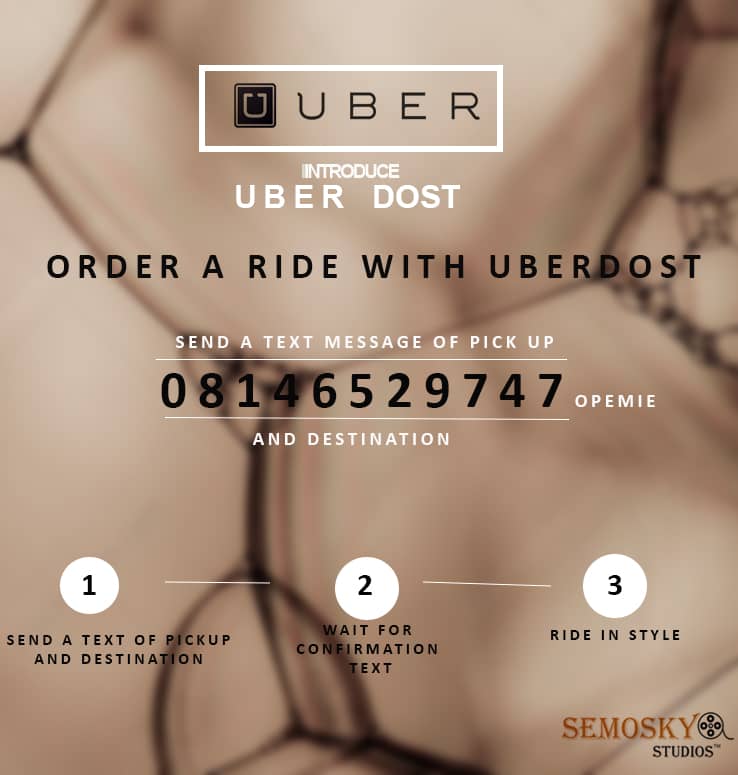 U UBER
INTRODUCE
UBER DOST
ORDER A RIDE WITH UBERDOST
SEND A TEXT MESSAGE OF PICK UP
08146529747 OPEMIE
AND DESTINATION
1
2
3
SEND A TEXT OF PICKUP
AND DESTINATION
WAIT FOR
CONFIRMATION
TEXT
RIDE IN STYLE
SEMOSKY
STUDIOS™